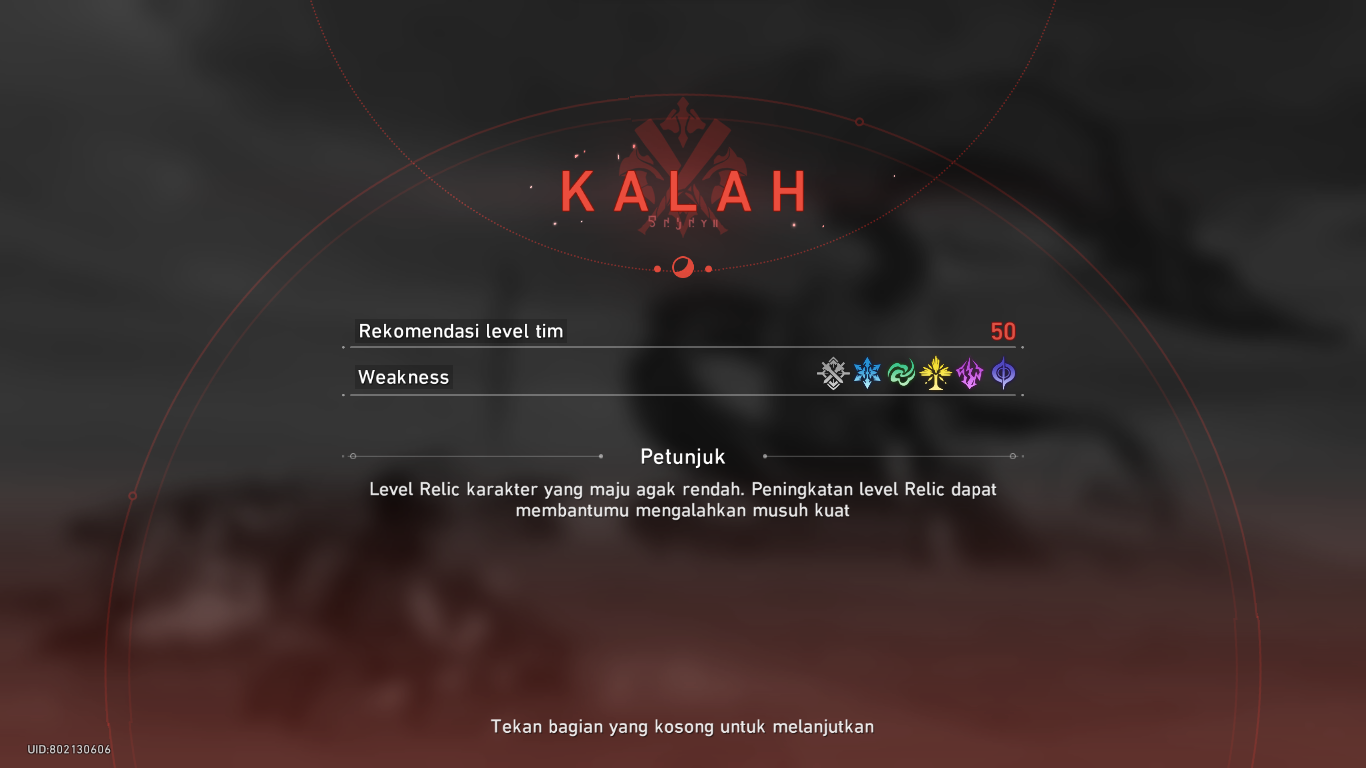 KALAH
Rekomendasi level tim 50
Weakness
Petunjuk
Level Relic karakter yang maju agak rendah. Peningkatan level Relic dapat
membantumu mengalahkan musuh kuat
Tekan bagian yang kosong untuk melanjutkan
UID:802130606